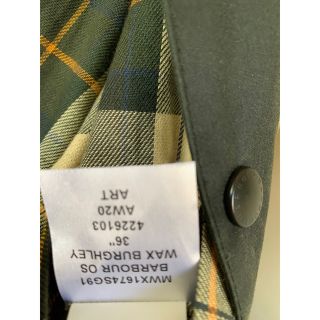 MWX1674SG91
BARBOUR OS
WAX BURGHLEY
36"
4226103
AW20
ART